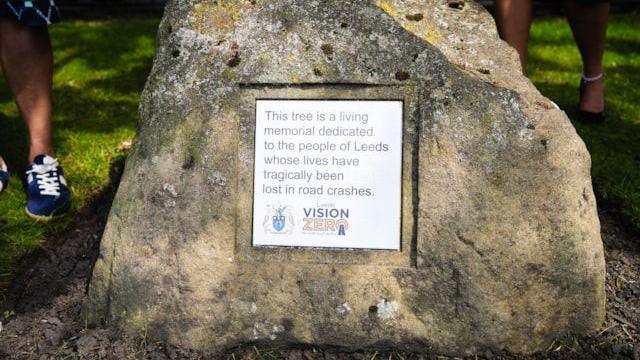 This tree is a living
memorial dedicated
to the people of Leeds
whose lives have
tragically been
lost in road crashes.
Leeds
VISION
ZERO